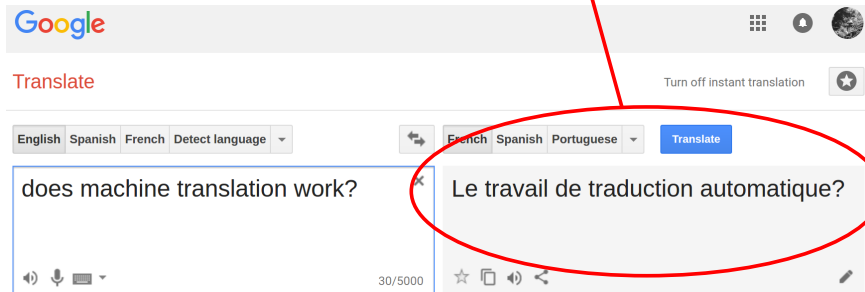 Google
Translate
Turn off instant translation
English Spanish French Detect language
French Spanish Portuguese
Translate
does machine translation work?
Le travail de traduction automatique?
30/5000